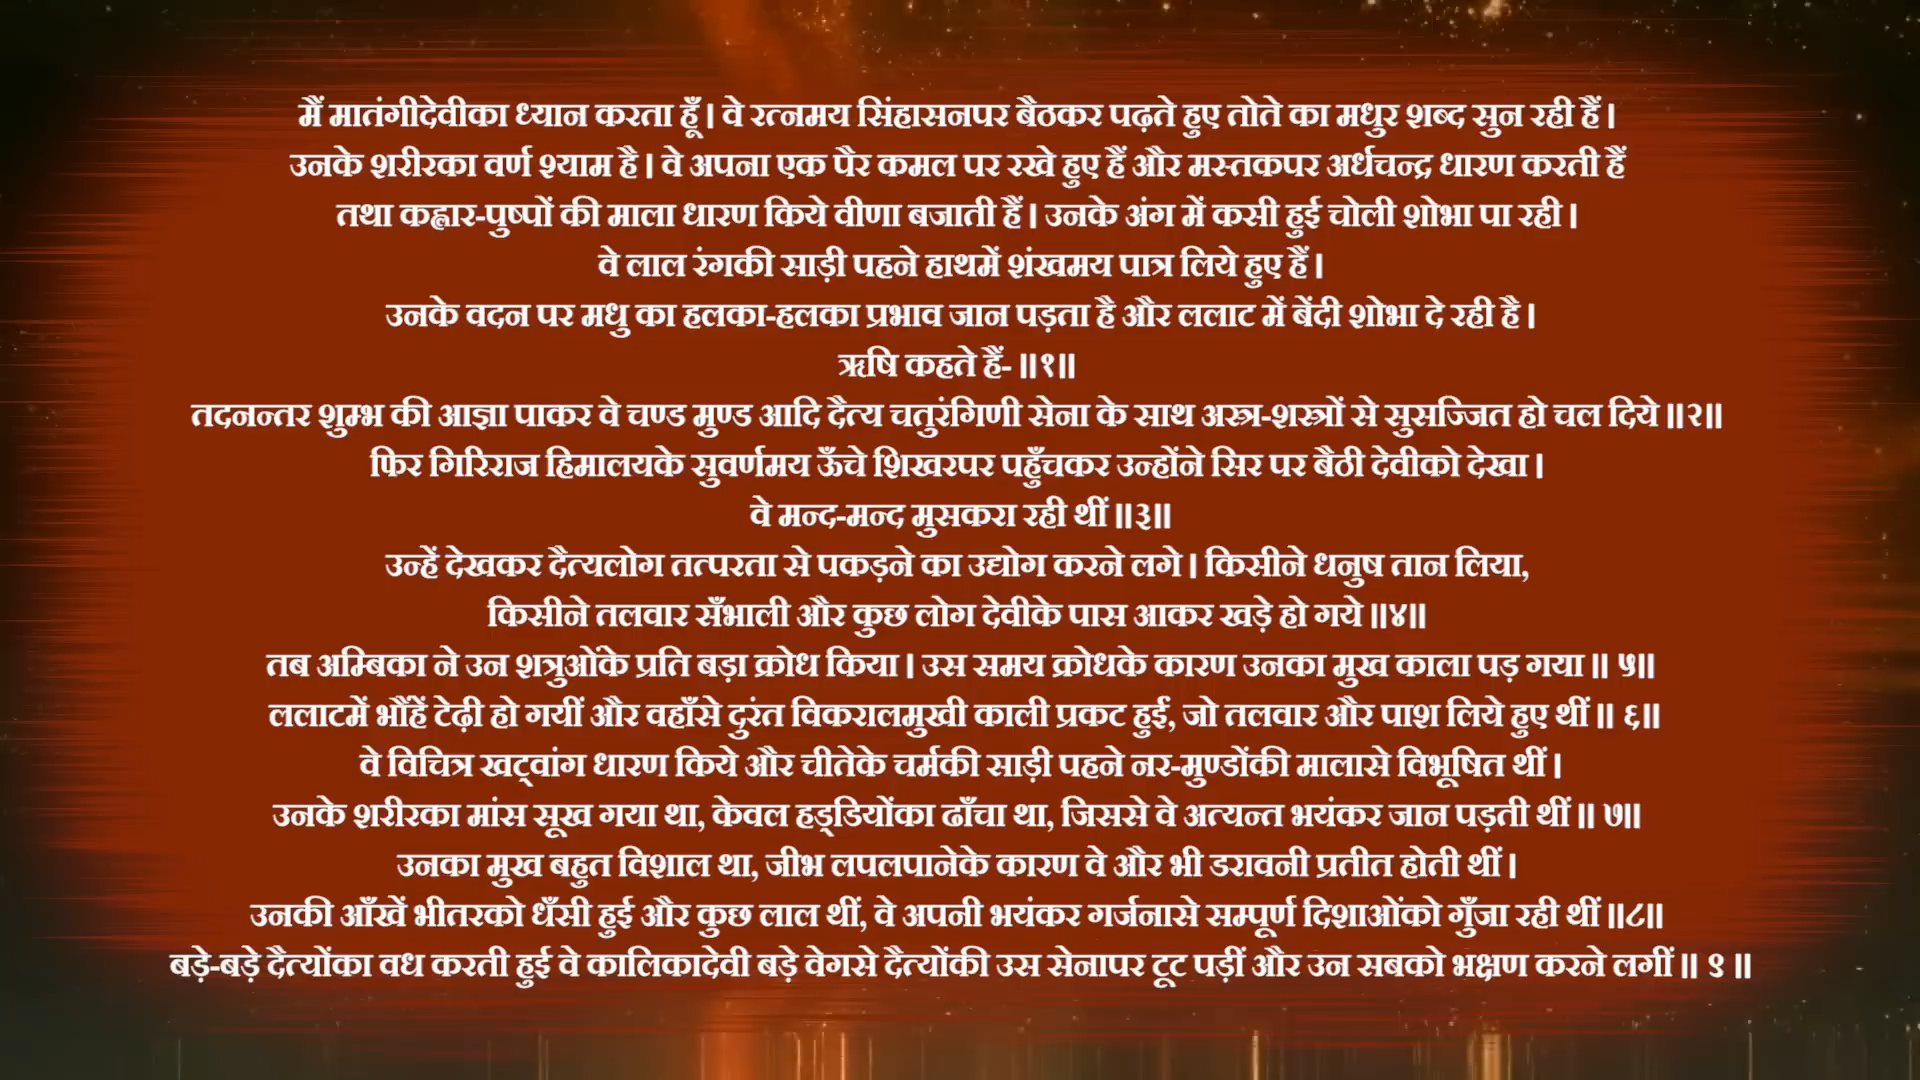 मैं मातंगीदेवीका ध्यान करता हूँ। वे रत्नमय सिंहासनपर बैठकर पढ़ते हुए तोते का मधुर शब्द सुन रही हैं।
उनके शरीरका वर्ण श्याम है। वे अपना एक पैर कमल पर रखे हुए हैं और मस्तकपर अर्धचन्द्र धारण करती हैं
तथा कह्लार-पुष्पों की माला धारण किये वीणा बजाती हैं। उनके अंग में कसी हुई चोली शोभा पा रही।
वे लाल रंगकी साड़ी पहने हाथमें शंखमय पात्र लिये हुए हैं।
उनके वदन पर मधु का हलका-हलका प्रभाव जान पड़ता है और ललाट में बेंदी शोभा दे रही है।
ऋषि कहते हैं- ॥१॥
तदनन्तर शुम्भ की आज्ञा पाकर वे चण्ड मुण्ड आदि दैत्य चतुरंगिणी सेना के साथ अस्त्र-शस्त्रों से सुसज्जित हो चल दिये ॥२॥
फिर गिरिराज हिमालयके सुवर्णमय ऊँचे शिखरपर पहुँचकर उन्होंने सिर पर बैठी देवीको देखा।
वे मन्द-मन्द मुसकरा रही थीं ॥३॥
उन्हें देखकर दैत्यलोग तत्परता से पकड़ने का उद्योग करने लगे। किसीने धनुष तान लिया,
किसीने तलवार सँभाली और कुछ लोग देवीके पास आकर खड़े हो गये ॥४॥
तब अम्बिका ने उन शत्रुओंके प्रति बड़ा क्रोध किया। उस समय क्रोधके कारण उनका मुख काला पड़ गया ॥ ५॥
ललाटमें भौंहें टेढ़ी हो गयीं और वहाँसे दुरंत विकरालमुखी काली प्रकट हुई, जो तलवार और पाश लिये हुए थीं ॥ ६॥
वे विचित्र खट्वांग धारण किये और चीतेके चर्मकी साड़ी पहने नर-मुण्डोंकी मालासे विभूषित थीं।
उनके शरीरका मांस सूख गया था, केवल हड्डियोंका ढाँचा था, जिससे वे अत्यन्त भयंकर जान पड़ती थीं ॥ ७॥
उनका मुख बहुत विशाल था, जीभ लपलपानेके कारण वे और भी डरावनी प्रतीत होती थीं।
उनकी आँखें भीतरको धँसी हुई और कुछ लाल थीं, वे अपनी भयंकर गर्जनासे सम्पूर्ण दिशाओंको गुँजा रही थीं ॥८॥
बड़े-बड़े दैत्योंका वध करती हुई वे कालिकादेवी बड़े वेगसे दैत्योंकी उस सेनापर टूट पड़ीं और उन सबको भक्षण करने लगीं ॥ ९ ॥